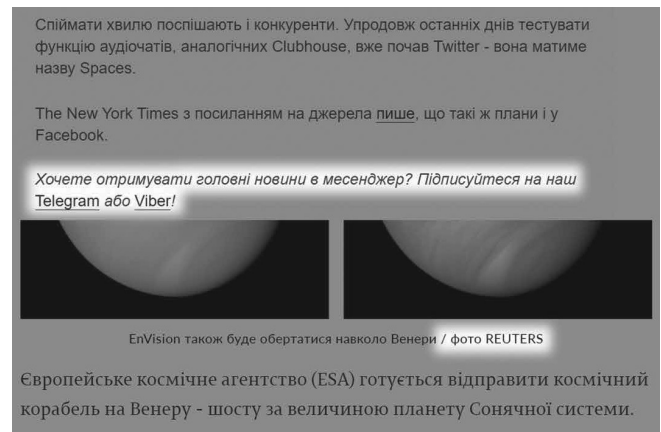 Спіймати хвилю поспішають і конкуренти. Упродовж останніх днів тестувати
функцію аудіочатів, аналогічних Clubhouse, вже почав Twitter - вона матиме
назву Spaces.
The New York Times з посиланням на джерела пише, що такі ж плани і у
Facebook.
Хочете отримувати головні новини в месенджер? Підписуйтеся на наш
Telegram або Viber!
EnVision також буде обертатися навколо Венери / фото REUTERS
Європейське космічне агентство (ESA) готується відправити космічний
корабель на Венеру - шосту за величиною планету Сонячної системи.